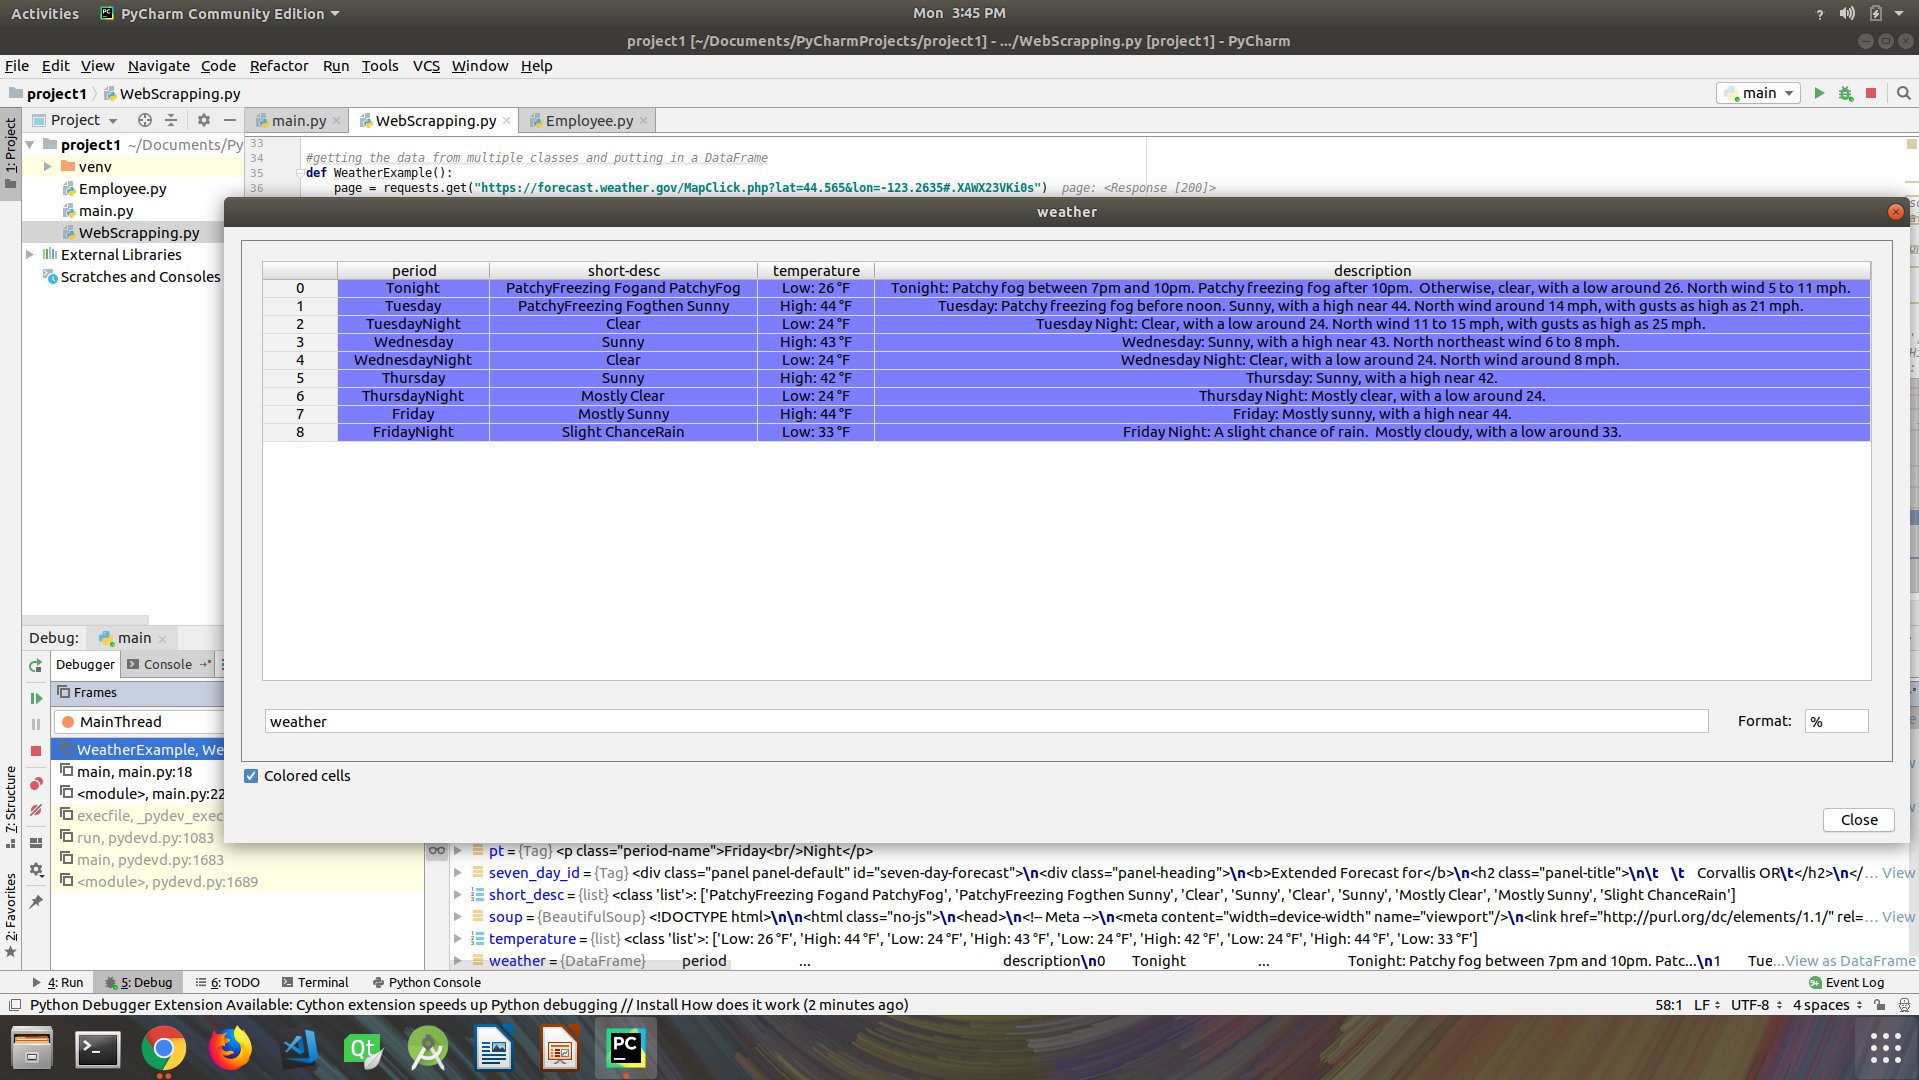 Activities PyCharm Community Edition Mon 3:45 PM ?
project1 [~/Documents/PyCharmProjects/project1] - .../WebScrapping.py [project1] - PyCharm
File Edit View Navigate Code Refactor Run Tools VCS Window Help
project1 WebScrapping.py main
Project main.py WebScrapping.py Employee.py
1: Project
project1 ~/Documents/Py
venv
Employee.py
main.py
WebScrapping.py
External Libraries
Scratches and Consoles
33
34 #getting the data from multiple classes and putting in a DataFrame
35 def WeatherExample():
36 page = requests.get("https://forecast.weather.gov/MapClick.php?lat=44.565&lon=-123.2635#.XAWX23VKi0s") page: <Response [200]>
weather
period short-desc temperature description
0 Tonight PatchyFreezing Fogand PatchyFog Low: 26 °F Tonight: Patchy fog between 7pm and 10pm. Patchy freezing fog after 10pm. Otherwise, clear, with a low around 26. North wind 5 to 11 mph.
1 Tuesday PatchyFreezing Fogthen Sunny High: 44 °F Tuesday: Patchy freezing fog before noon. Sunny, with a high near 44. North wind around 14 mph, with gusts as high as 21 mph.
2 TuesdayNight Clear Low: 24 °F Tuesday Night: Clear, with a low around 24. North wind 11 to 15 mph, with gusts as high as 25 mph.
3 Wednesday Sunny High: 43 °F Wednesday: Sunny, with a high near 43. North northeast wind 6 to 8 mph.
4 WednesdayNight Clear Low: 24 °F Wednesday Night: Clear, with a low around 24. North wind around 8 mph.
5 Thursday Sunny High: 42 °F Thursday: Sunny, with a high near 42.
6 ThursdayNight Mostly Clear Low: 24 °F Thursday Night: Mostly clear, with a low around 24.
7 Friday Mostly Sunny High: 44 °F Friday: Mostly sunny, with a high near 44.
8 FridayNight Slight ChanceRain Low: 33 °F Friday Night: A slight chance of rain. Mostly cloudy, with a low around 33.
weather Format: %
Colored cells
Close
Debug: main
Debugger Console
Frames
MainThread
WeatherExample, We
main, main.py:18
<module>, main.py:22
execfile, _pydev_exec
run, pydevd.py:1083
main, pydevd.py:1683
<module>, pydevd.py:1689
7: Structure
2: Favorites
pt = {Tag} <p class="period-name">Friday<br/>Night</p>
seven_day_id = {Tag} <div class="panel panel-default" id="seven-day-forecast">\n<div class="panel-heading">\n<b>Extended Forecast for</b>\n<h2 class="panel-title">\n\t \t Corvallis OR\t</h2>\n</... View
short_desc = {list} <class 'list'>: ['PatchyFreezing Fogand PatchyFog', 'PatchyFreezing Fogthen Sunny', 'Clear', 'Sunny', 'Clear', 'Sunny', 'Mostly Clear', 'Mostly Sunny', 'Slight ChanceRain']
soup = {BeautifulSoup} <!DOCTYPE html>\n\n<html class="no-js">\n<head>\n<!-- Meta -->\n<meta content="width=device-width" name="viewport"/>\n<link href="http://purl.org/dc/elements/1.1/" rel=... View
temperature = {list} <class 'list'>: ['Low: 26 °F', 'High: 44 °F', 'Low: 24 °F', 'High: 43 °F', 'Low: 24 °F', 'High: 42 °F', 'Low: 24 °F', 'High: 44 °F', 'Low: 33 °F']
weather = {DataFrame} period ... description\n0 Tonight ... Tonight: Patchy fog between 7pm and 10pm. Patc...\n1 Tue...View as DataFrame
4: Run 5: Debug 6: TODO Terminal Python Console Event Log
Python Debugger Extension Available: Cython extension speeds up Python debugging // Install How does it work (2 minutes ago) 58:1 LF UTF-8 4 spaces
Qt PC